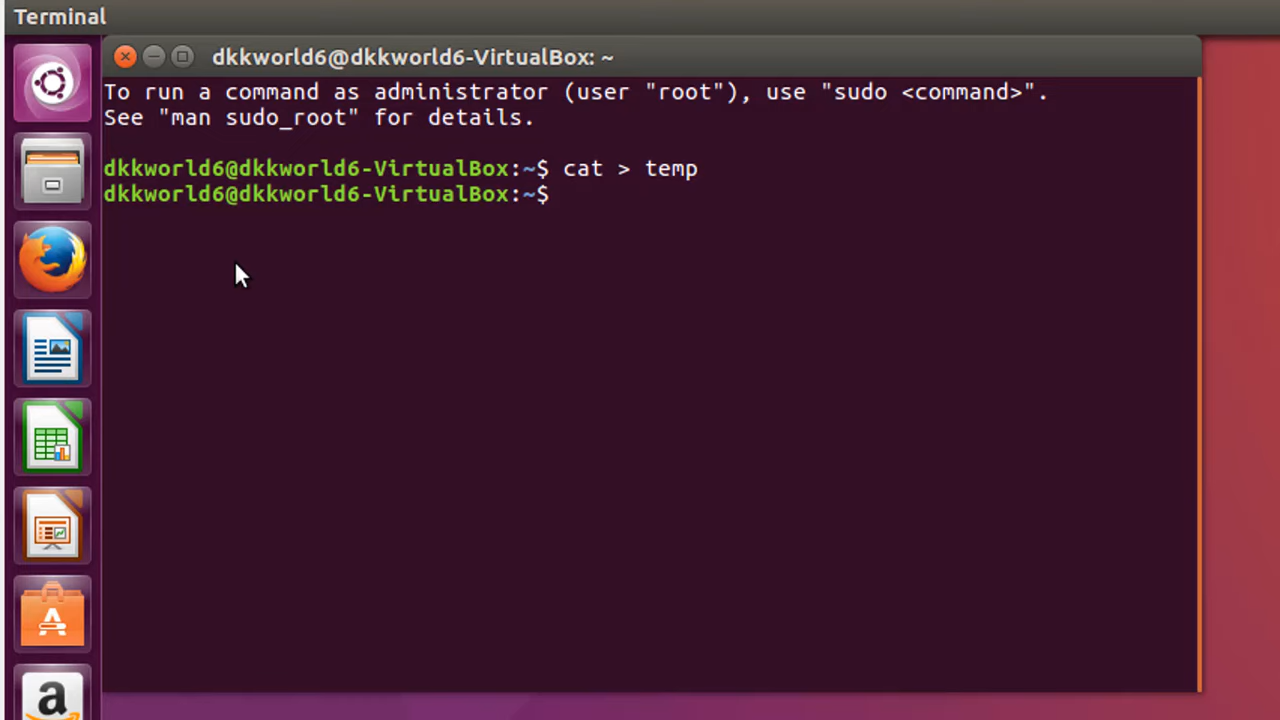 Terminal
dkkworld6@dkkworld6-VirtualBox: ~
To run a command as administrator (user "root"), use "sudo <command>".
See "man sudo_root" for details.
dkkworld6@dkkworld6-VirtualBox:~$ cat > temp
dkkworld6@dkkworld6-VirtualBox:~$